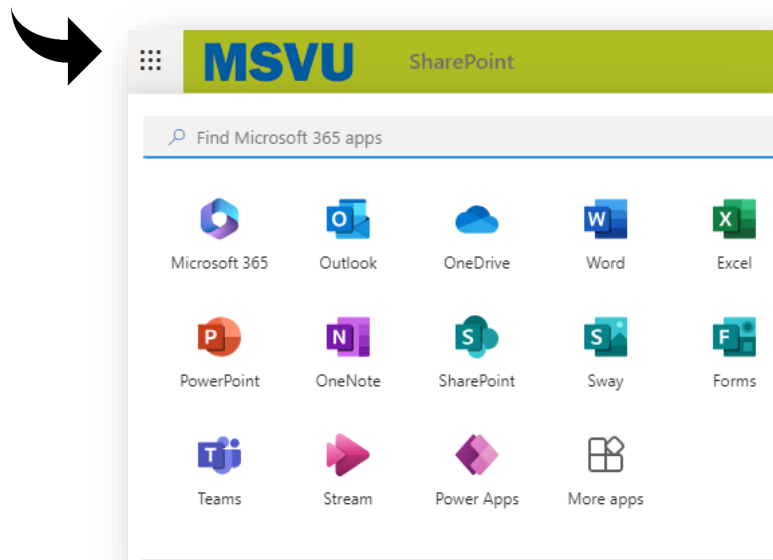 MSVU SharePoint
Find Microsoft 365 apps
Microsoft 365 Outlook OneDrive Word Excel
PowerPoint OneNote SharePoint Sway Forms
Teams Stream Power Apps More apps